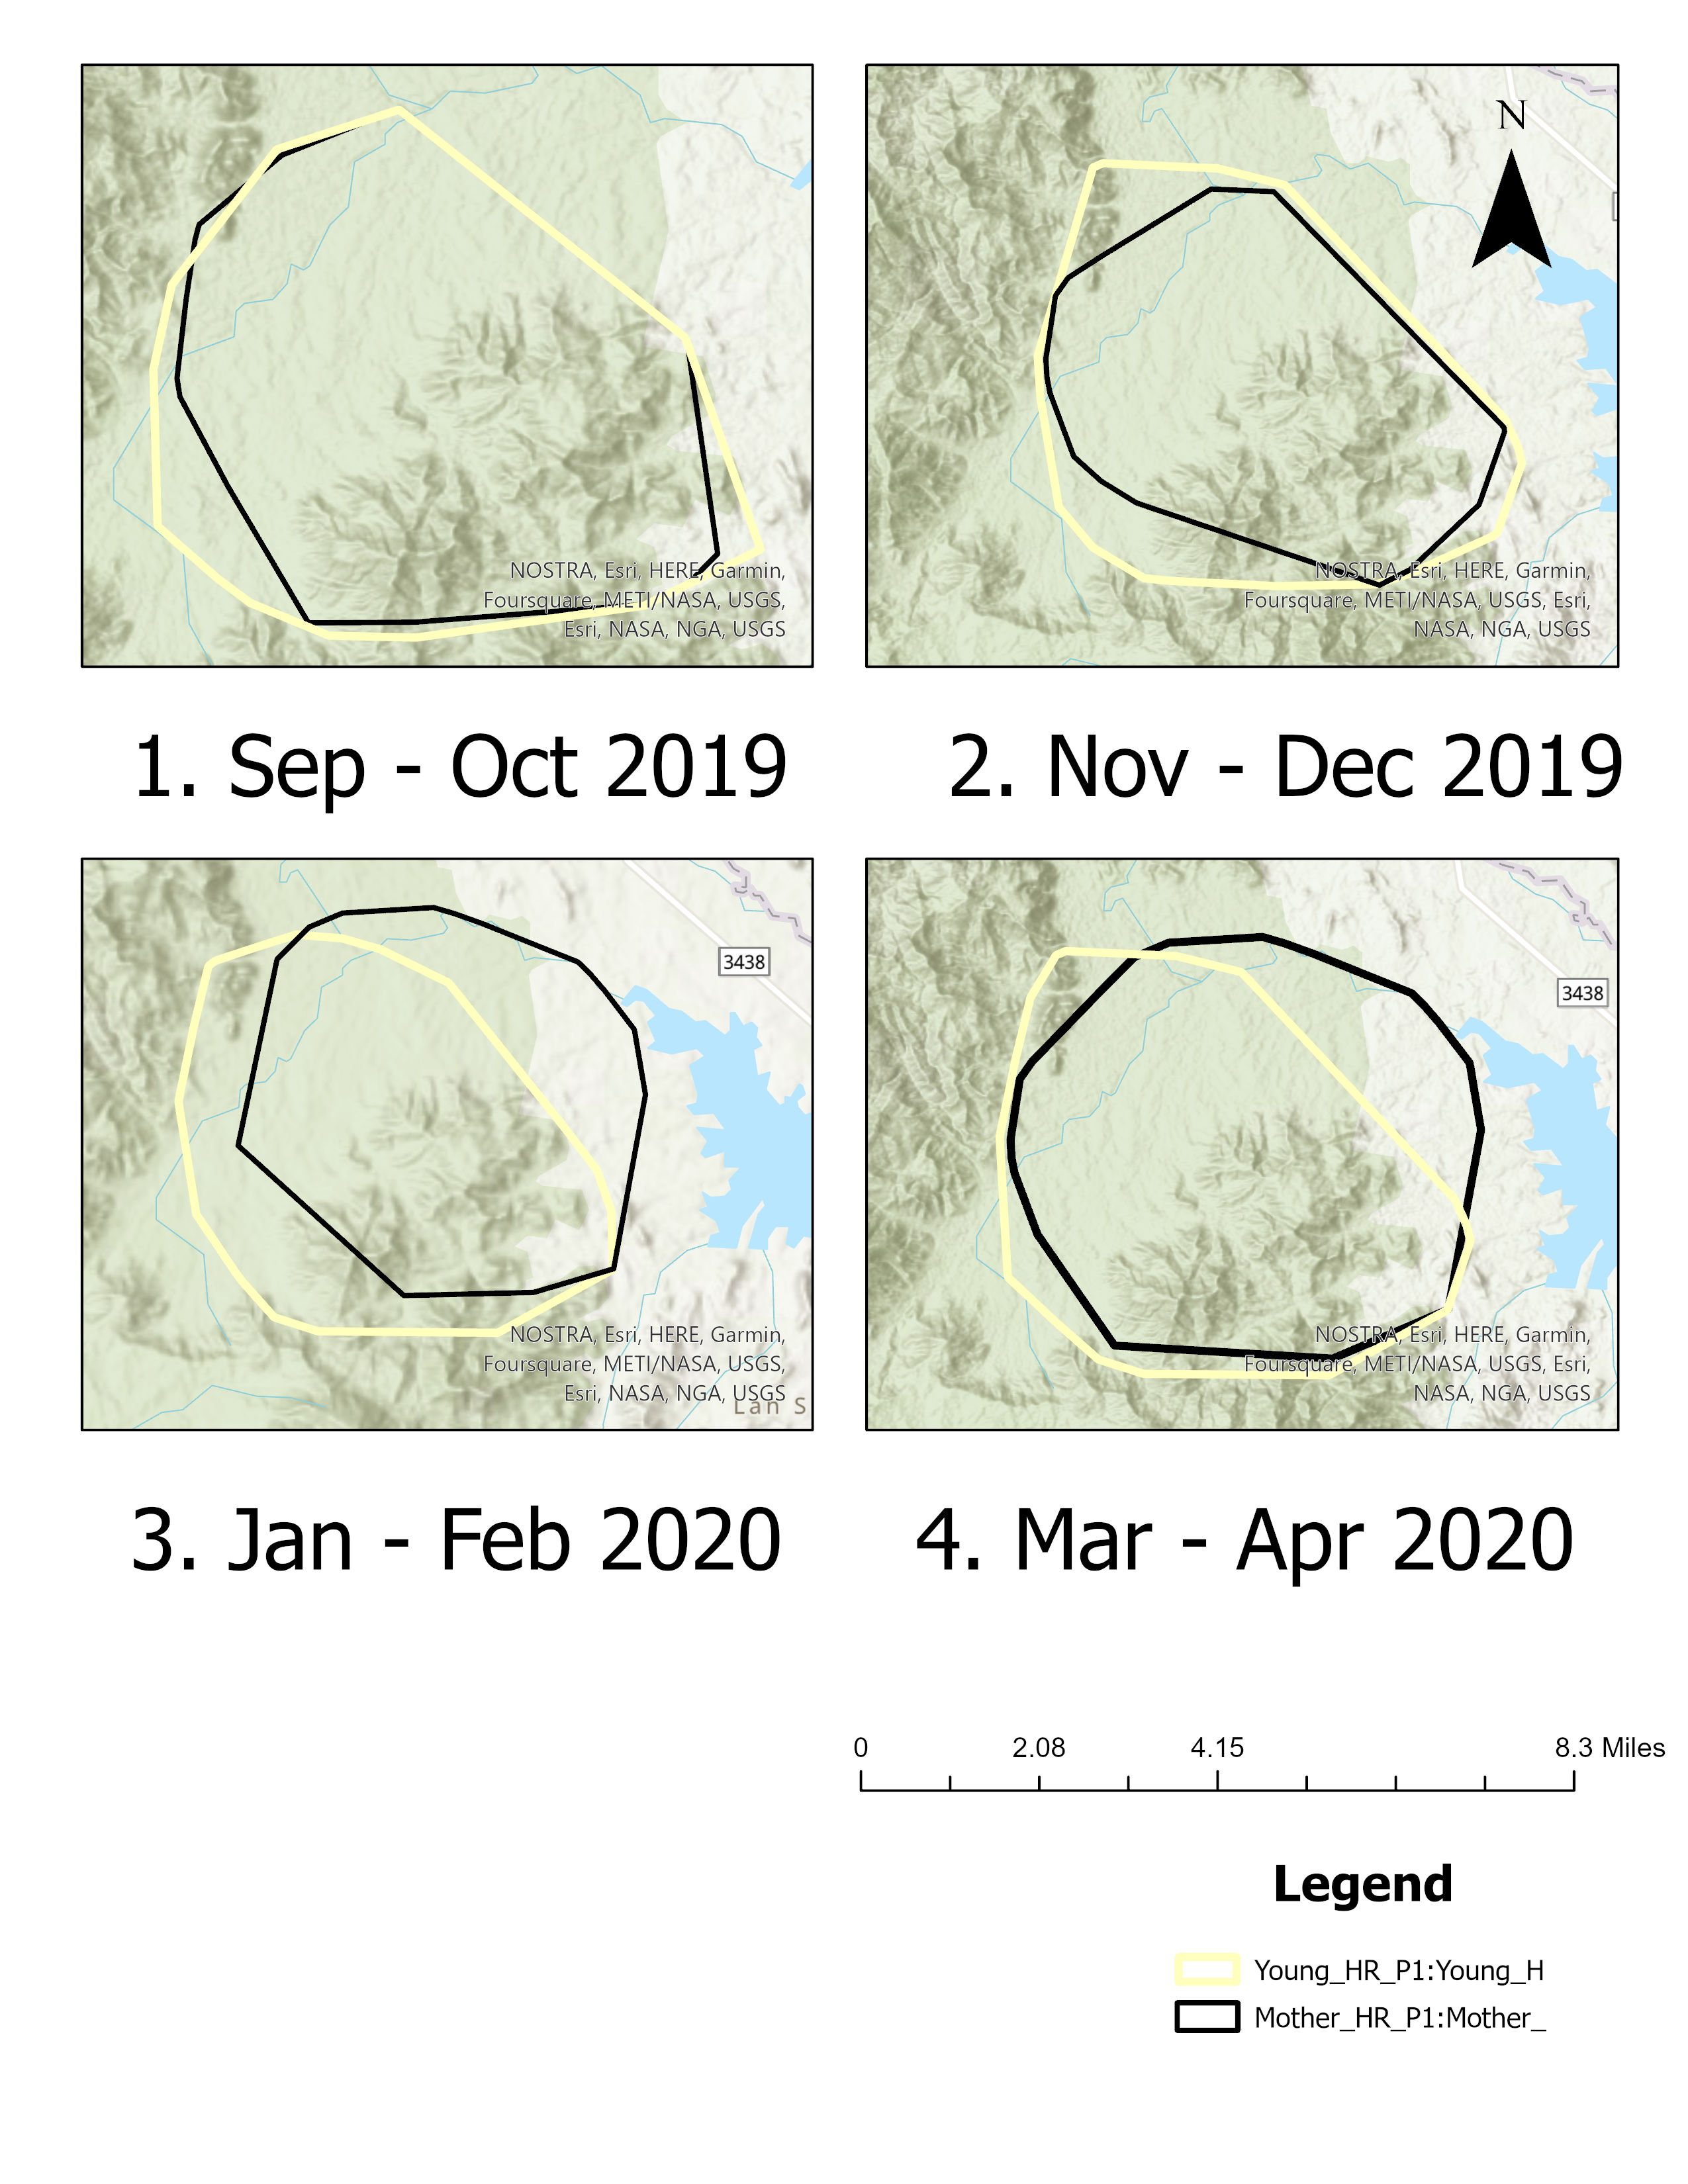 N
NOSTRA, Esri, HERE, Garmin,
Foursquare, METI/NASA, USGS,
Esri, NASA, NGA, USGS
NOSTRA, Esri, HERE, Garmin,
Foursquare, METI/NASA, USGS, Esri,
NASA, NGA, USGS
1. Sep - Oct 2019
2. Nov - Dec 2019
3438
NOSTRA, Esri, HERE, Garmin,
Foursquare, METI/NASA, USGS,
Esri, NASA, NGA, USGS
Lan S
3438
NOSTRA, Esri, HERE, Garmin,
Foursquare, METI/NASA, USGS, Esri,
NASA, NGA, USGS
3. Jan - Feb 2020
4. Mar - Apr 2020
0 2.08 4.15 8.3 Miles
Legend
Young_HR_P1:Young_H
Mother_HR_P1:Mother_